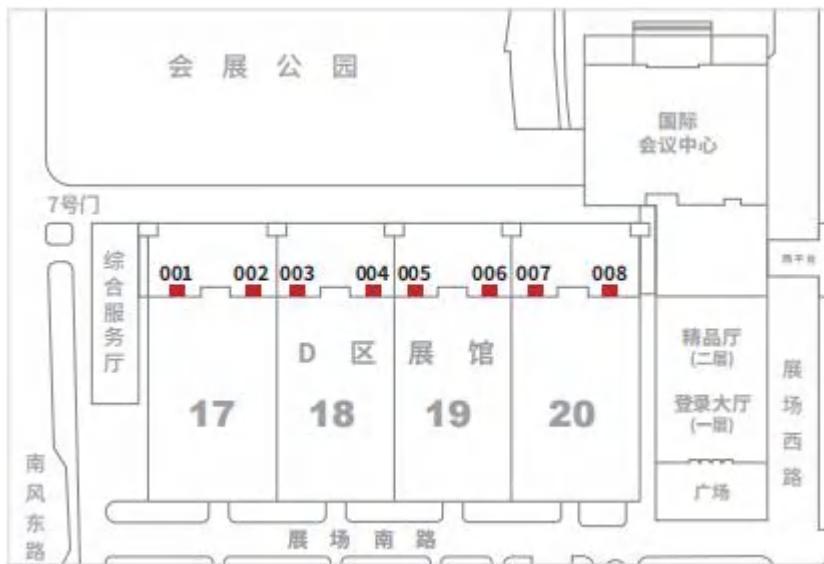 会展公园
国际
会议中心
7号门
综合服务厅
001 002 003 004 005 006 007 008
D区展馆
17 18 19 20
精品厅
(二层)
登录大厅
(一层)
广场
展场西路
南风东路
展场南路